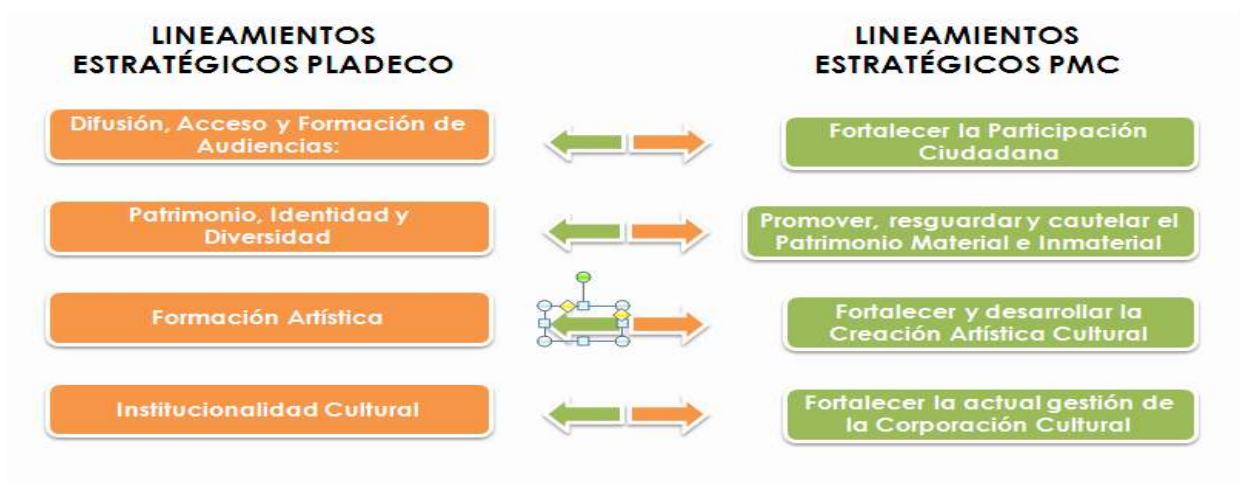 LINEAMIENTOS
ESTRATÉGICOS PLADECO
LINEAMIENTOS
ESTRATÉGICOS PMC
Difusión, Acceso y Formación de
Audiencias:
Fortalecer la Participación
Ciudadana
Patrimonio, Identidad y
Diversidad
Promover, resguardar y cautelar el
Patrimonio Material e Inmaterial
Formación Artística
Fortalecer y desarrollar la
Creación Artística Cultural
Institucionalidad Cultural
Fortalecer la actual gestión de
la Corporación Cultural